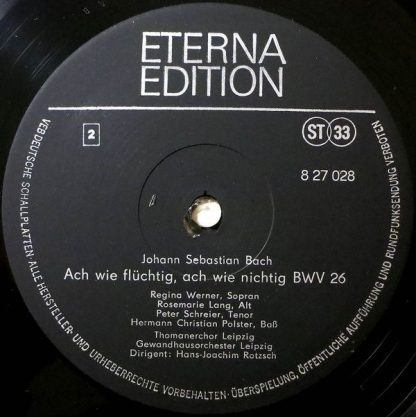 ETERNA
EDITION
2
ST 33
8 27 028
Johann Sebastian Bach
Ach wie flüchtig, ach wie nichtig BWV 26
Regina Werner, Sopran
Rosemarie Lang, Alt
Peter Schreier, Tenor
Hermann Christian Polster, Baß
Thomanerchor Leipzig
Gewandhausorchester Leipzig
Dirigent: Hans-Joachim Rotzsch
VEB DEUTSCHE SCHALLPLATTEN · ALLE HERSTELLER- UND URHEBERRECHTE VORBEHALTEN · ÜBERSPIELUNG, ÖFFENTLICHE AUFFÜHRUNG UND RUNDFUNKSENDUNG VERBOTEN